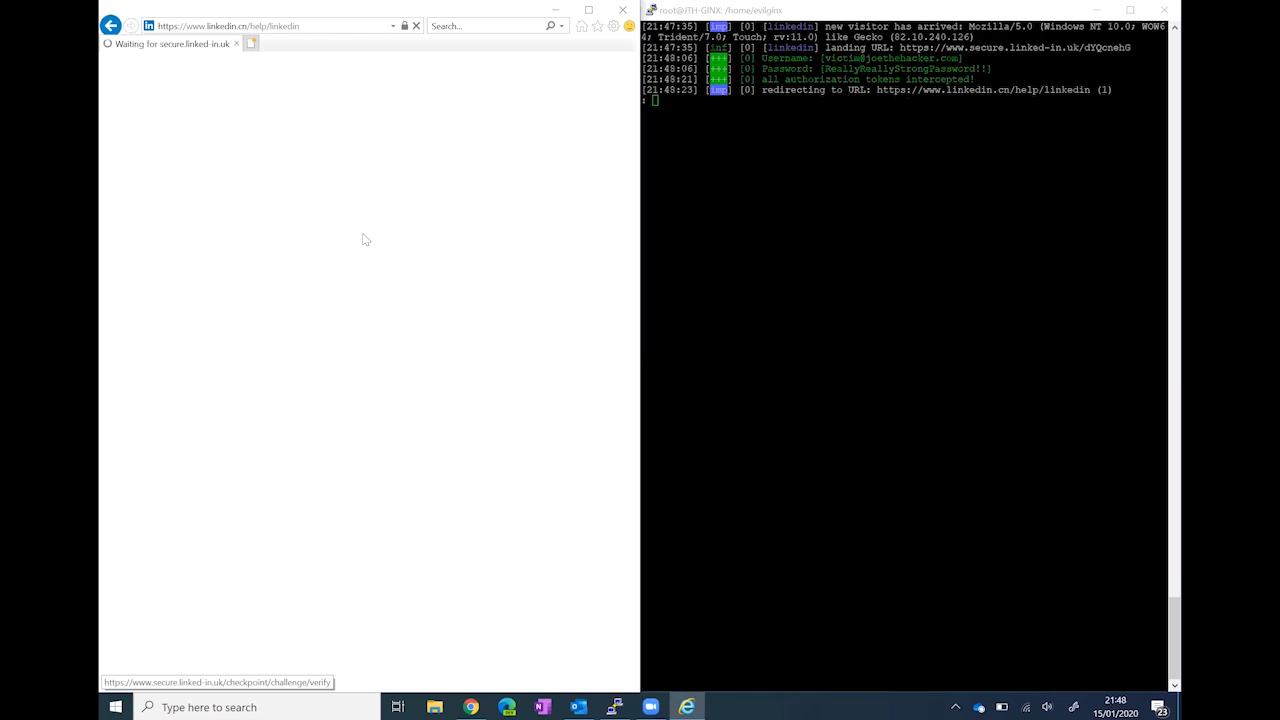 https://www.linkedin.cn/help/linkedin
Search...
Waiting for secure.linked-in.uk
root@JTH-GINX: /home/evilginx
[21:47:35] [imp] [0] [linkedin] new visitor has arrived: Mozilla/5.0 (Windows NT 10.0; WOW6
4; Trident/7.0; Touch; rv:11.0) like Gecko (82.10.240.126)
[21:47:35] [inf] [0] [linkedin] landing URL: https://www.secure.linked-in.uk/dYQcnehG
[21:48:06] [+++] [0] Username: [victim@joethehacker.com]
[21:48:06] [+++] [0] Password: [ReallyReallyStrongPassword!!]
[21:48:21] [+++] [0] all authorization tokens intercepted!
[21:48:23] [imp] [0] redirecting to URL: https://www.linkedin.cn/help/linkedin (1)
:
https://www.secure.linked-in.uk/checkpoint/challenge/verify
Type here to search
21:48
15/01/2020
23